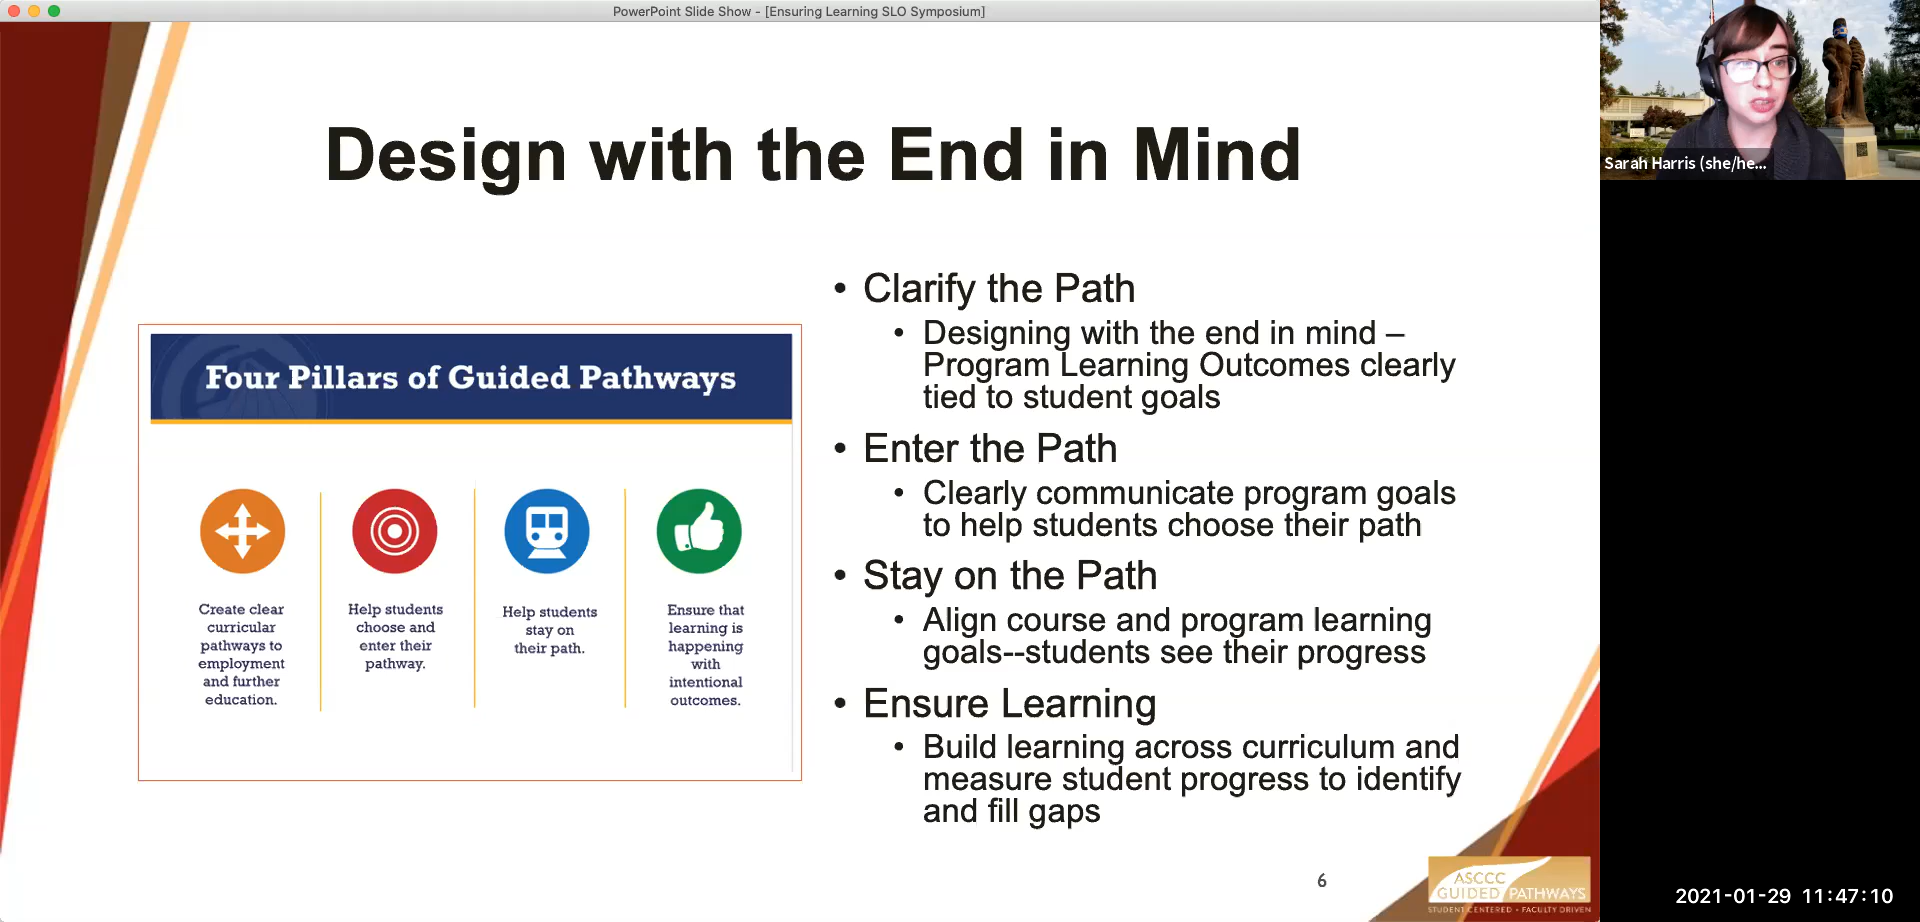 PowerPoint Slide Show - [Ensuring Learning SLO Symposium]
Design with the End in Mind
Four Pillars of Guided Pathways
Create clear
curricular
pathways to
employment
and further
education.
Help students
choose and
enter their
pathway.
Help students
stay on
their path.
Ensure that
learning is
happening
with
intentional
outcomes.
• Clarify the Path
• Designing with the end in mind –
Program Learning Outcomes clearly
tied to student goals
• Enter the Path
• Clearly communicate program goals
to help students choose their path
• Stay on the Path
• Align course and program learning
goals--students see their progress
• Ensure Learning
• Build learning across curriculum and
measure student progress to identify
and fill gaps
6
ASCCC
GUIDED PATHWAYS
STUDENT CENTERED • FACULTY DRIVEN
Sarah Harris (she/he...
2021-01-29 11:47:10